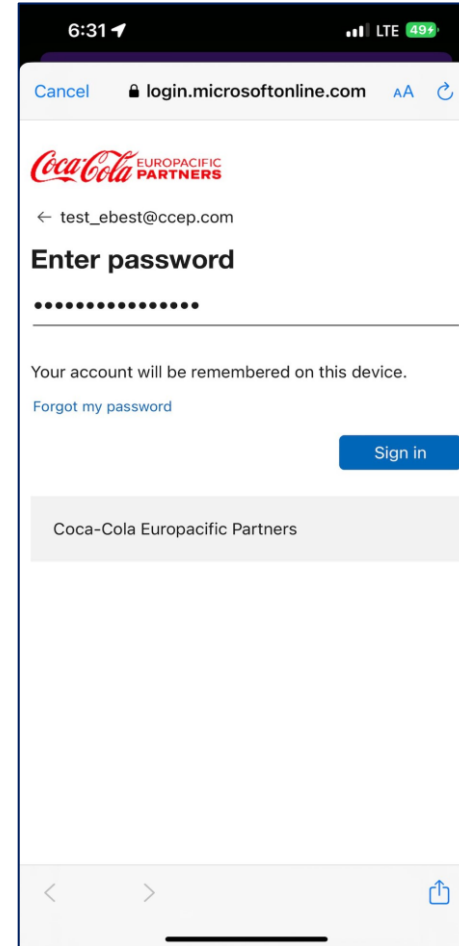 6:31
LTE 49
Cancel
login.microsoftonline.com
AA
Coca-Cola EUROPACIFIC PARTNERS
← test_ebest@ccep.com
Enter password
••••••••••••••••
Your account will be remembered on this device.
Forgot my password
Sign in
Coca-Cola Europacific Partners